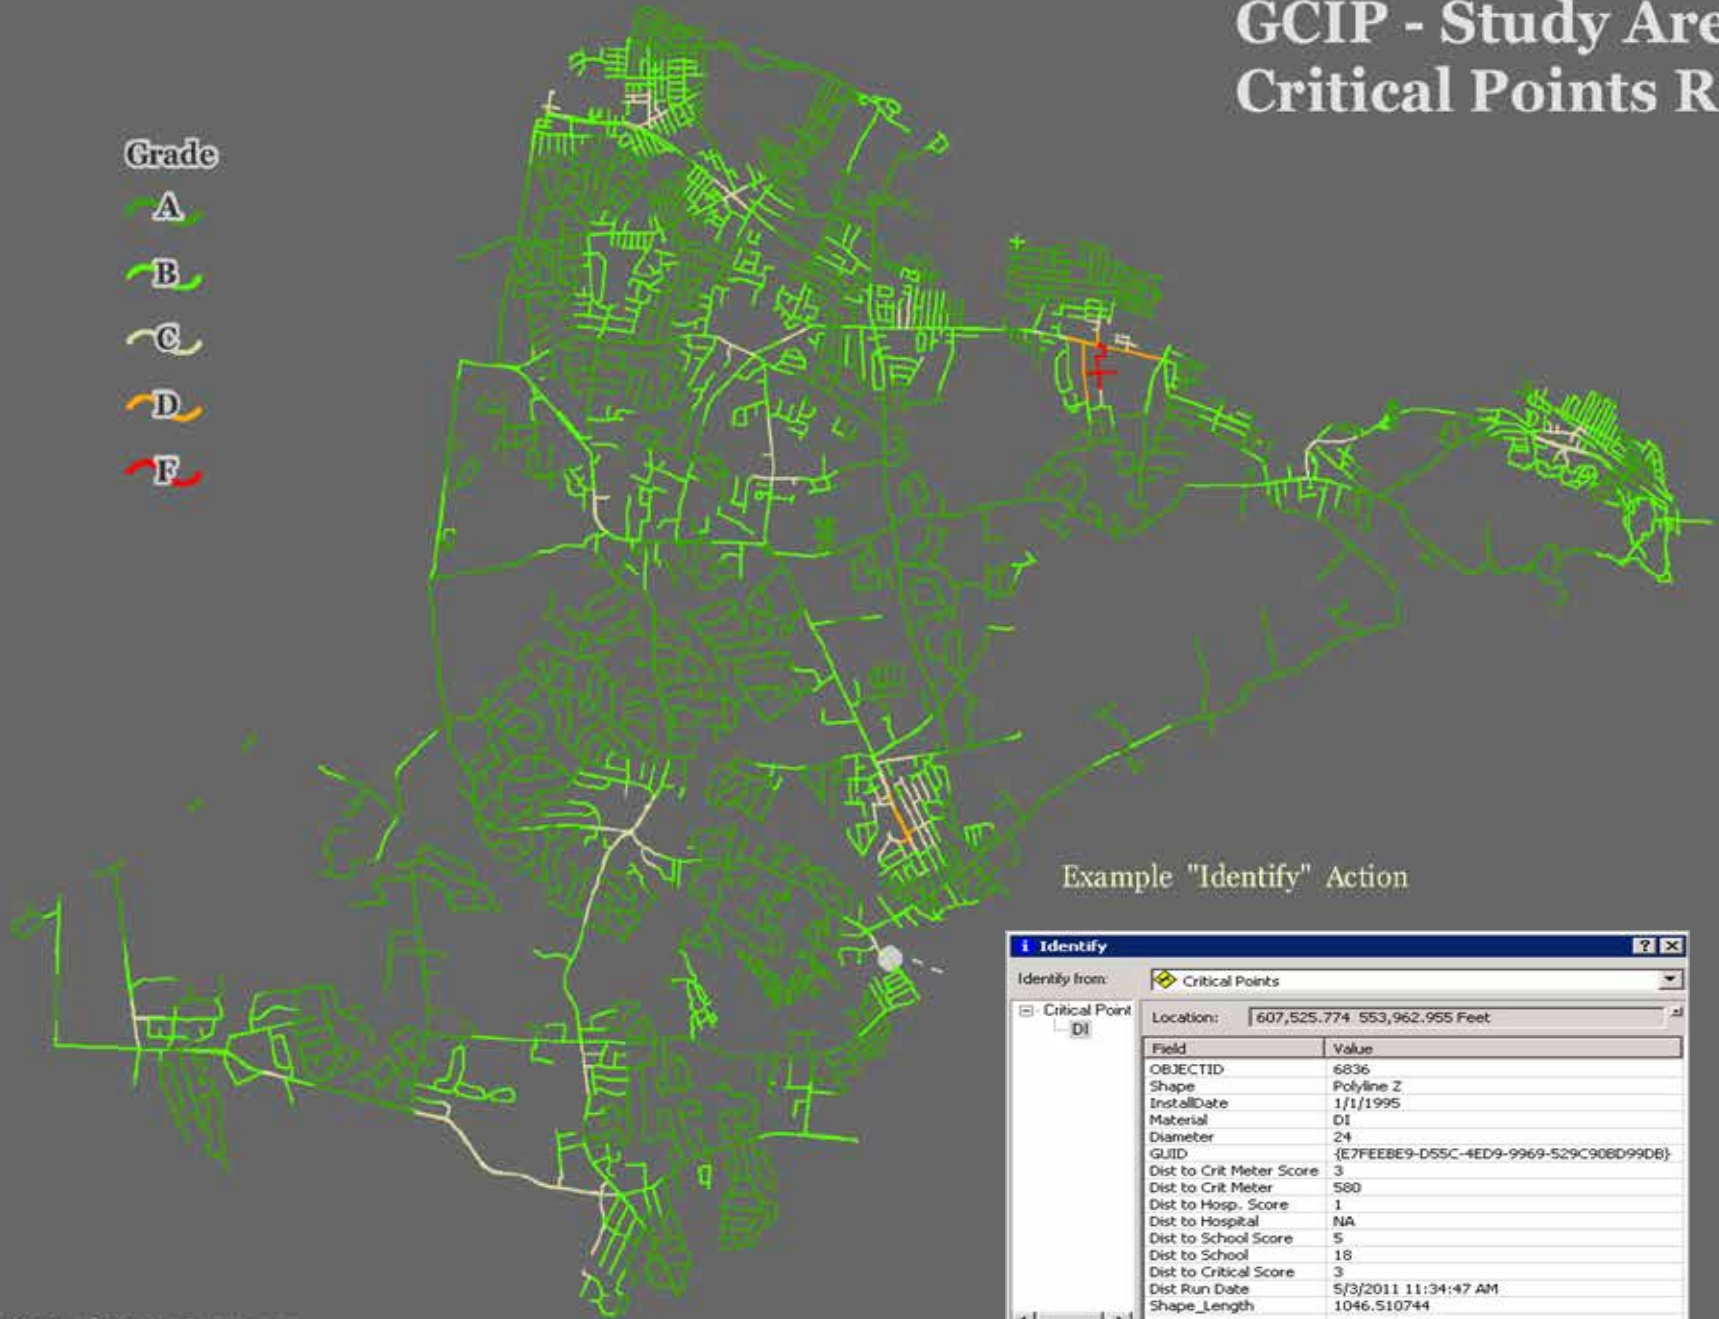 GCIP - Study Are
Critical Points R
Grade
A
B
C
D
F
Example "Identify" Action
i Identify
Identify from:
Critical Points
Critical Point
DI
Location: 607,525.774 553,962.955 Feet
Field Value
OBJECTID 6836
Shape Polyline Z
InstallDate 1/1/1995
Material DI
Diameter 24
GUID {E7FEEBE9-D55C-4ED9-9969-529C90BD99DB}
Dist to Crit Meter Score 3
Dist to Crit Meter 580
Dist to Hosp. Score 1
Dist to Hospital NA
Dist to School Score 5
Dist to School 18
Dist to Critical Score 3
Dist Run Date 5/3/2011 11:34:47 AM
Shape_Length 1046.510744